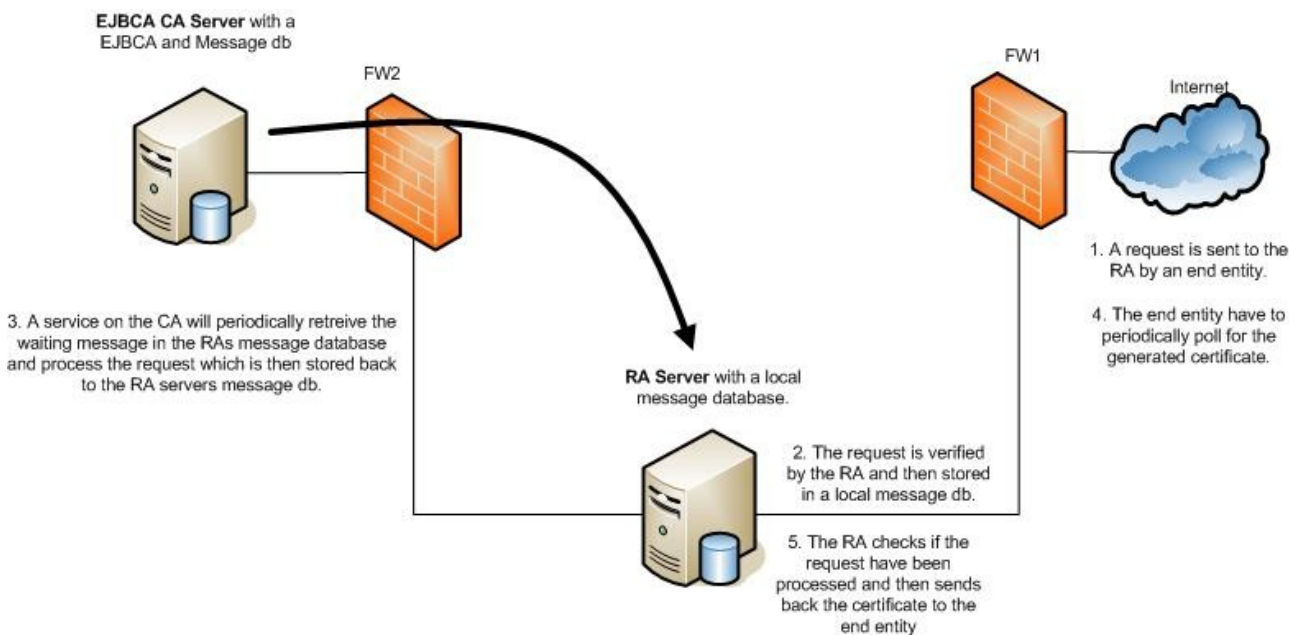 EJBCA CA Server with a
EJBCA and Message db
FW2
FW1
Internet
1. A request is sent to the
RA by an end entity.
4. The end entity have to
periodically poll for the
generated certificate.
3. A service on the CA will periodically retreive the
waiting message in the RAs message database
and process the request which is then stored back
to the RA servers message db.
RA Server with a local
message database.
2. The request is verified
by the RA and then stored
in a local message db.
5. The RA checks if the
request have been
processed and then sends
back the certificate to the
end entity